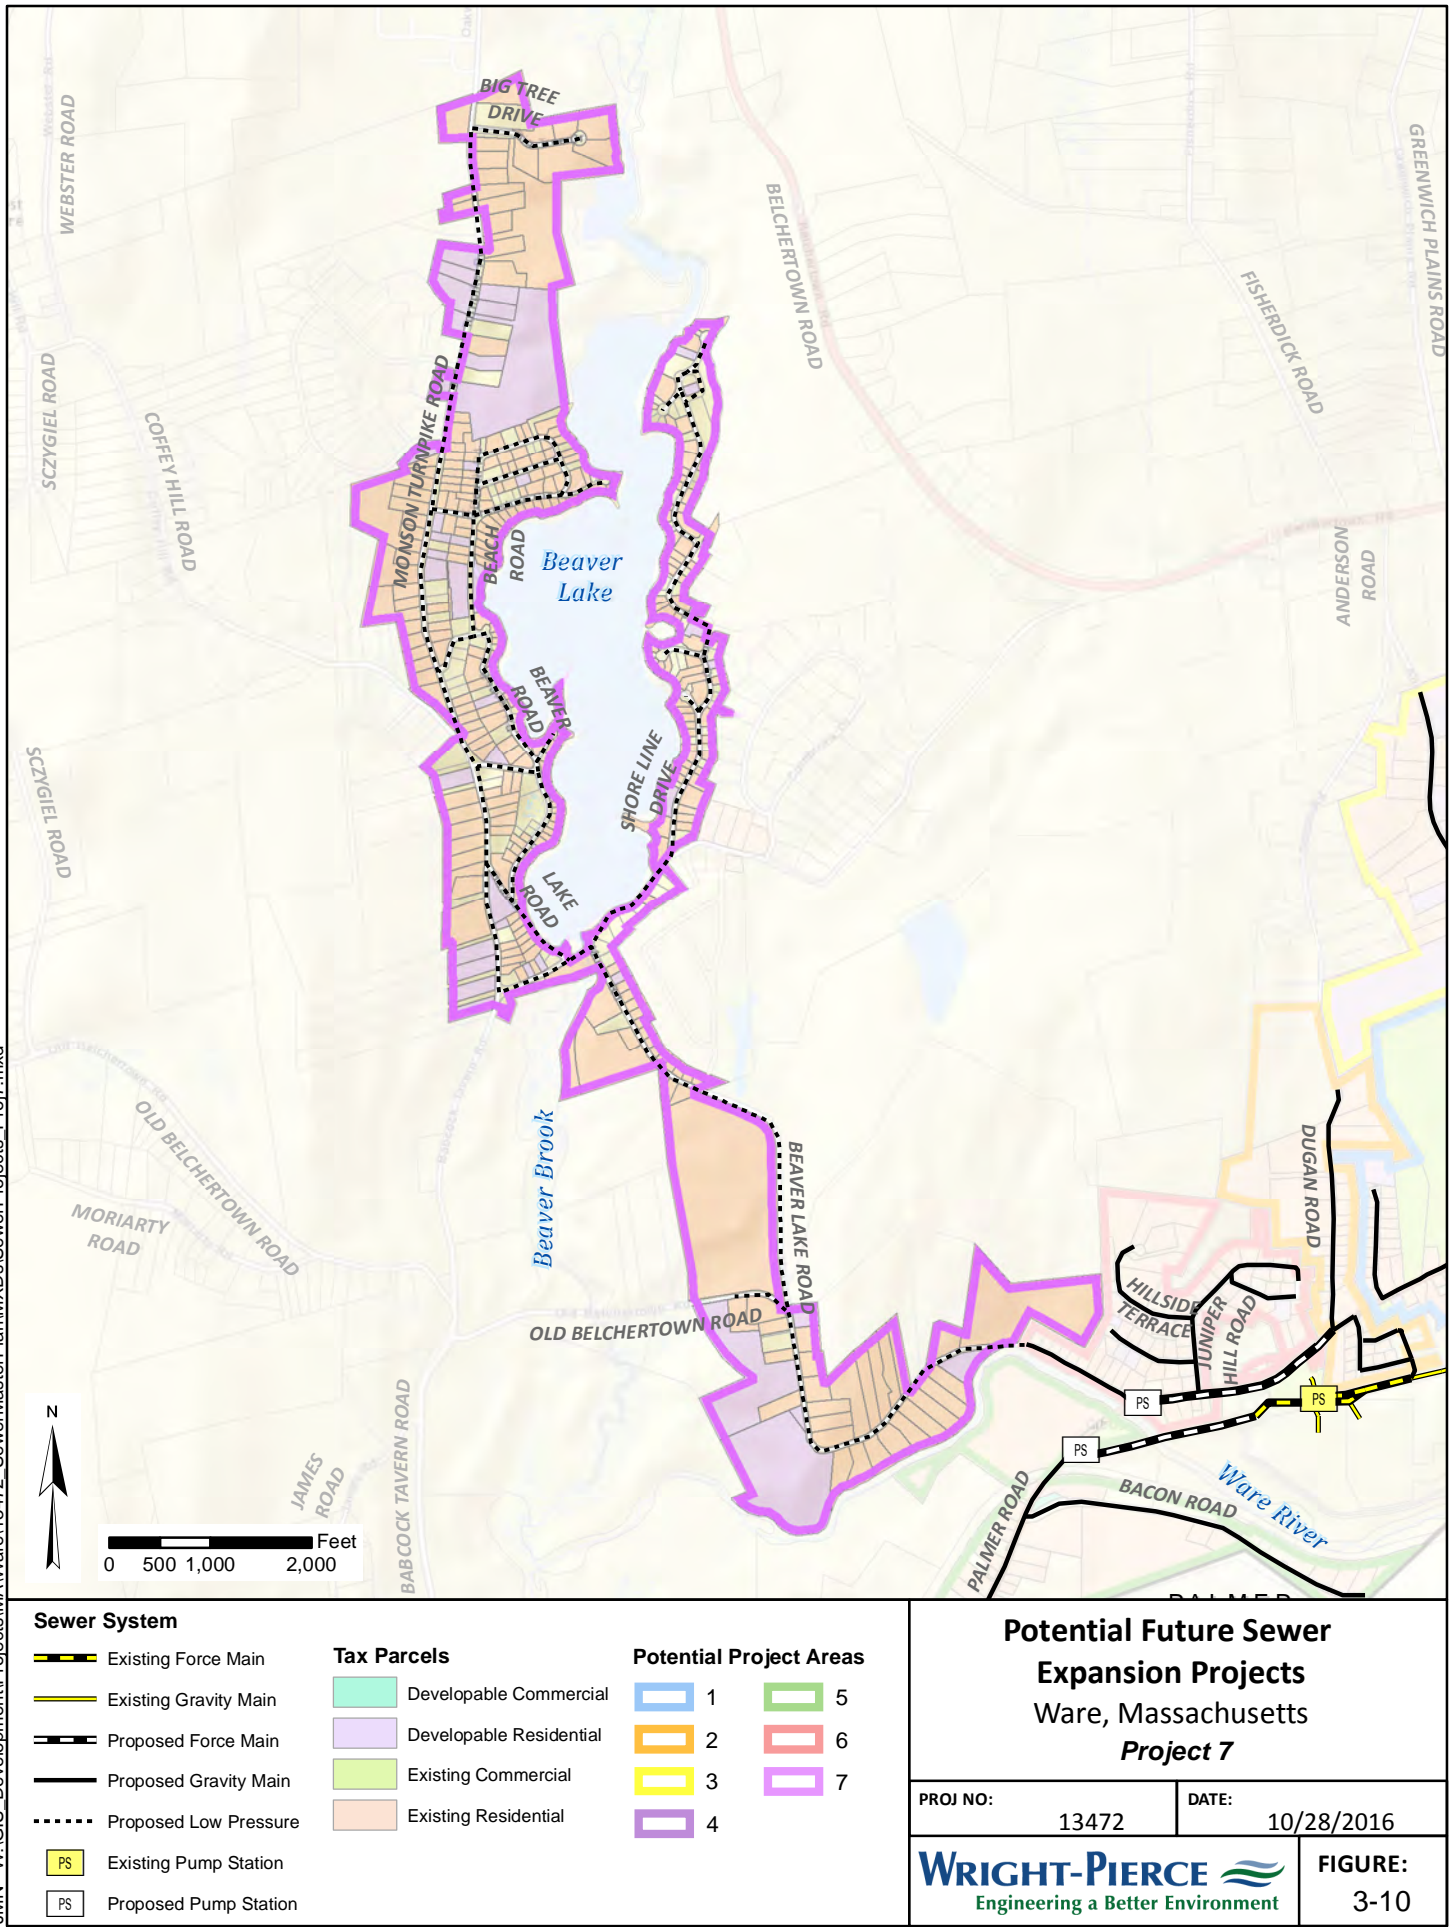 BIG TREE
DRIVE
WEBSTER ROAD
BELCHERTOWN ROAD
GREENWICH PLAINS ROAD
FISHERDICK ROAD
SCZYGIEL ROAD
COFFEY HILL ROAD
MONSON TURNPIKE ROAD
BEACH
ROAD
Beaver
Lake
ANDERSON
ROAD
BEAVER
ROAD
SHORE LINE
DRIVE
SCZYGIEL ROAD
LAKE
ROAD
OLD BELCHERTOWN ROAD
MORIARTY
ROAD
Beaver Brook
BEAVER LAKE ROAD
DUGAN ROAD
HILLSIDE
TERRACE
JUNIPER
HILL ROAD
OLD BELCHERTOWN ROAD
PS
PS
PS
BABCOCK TAVERN ROAD
JAMES
ROAD
PALMER ROAD
BACON ROAD
Ware River
N
Feet
0 500 1,000 2,000
Sewer System
Existing Force Main
Existing Gravity Main
Proposed Force Main
Proposed Gravity Main
Proposed Low Pressure
PS Existing Pump Station
PS Proposed Pump Station
Tax Parcels
Developable Commercial
Developable Residential
Existing Commercial
Existing Residential
Potential Project Areas
1
2
3
4
5
6
7
Potential Future Sewer
Expansion Projects
Ware, Massachusetts
Project 7
PROJ NO:
13472
DATE:
10/28/2016
WRIGHT-PIERCE
Engineering a Better Environment
FIGURE:
3-10